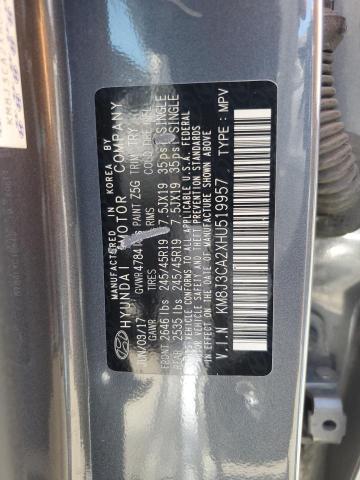 MANUFACTURED IN KOREA BY
HYUNDAI MOTOR COMPANY
JUN/03/17 GVWR 4784 PAINT Z5G TRIM TRY
GAWR TIRES RIMS COLD TIRE
FRONT 2646 lbs 245/45R19 7.5JX19 35psi SINGLE
REAR 2535 lbs 245/45R19 7.5JX19 35psi SINGLE
THIS VEHICLE CONFORMS TO ALL APPLICABLE U.S.A. FEDERAL
MOTOR VEHICLE SAFETY, BUMPER, AND THEFT
PREVENTION STANDARDS
IN EFFECT ON THE DATE OF MANUFACTURE SHOWN ABOVE.
V.I.N: KM8J3CA2XHU519957 TYPE: MPV